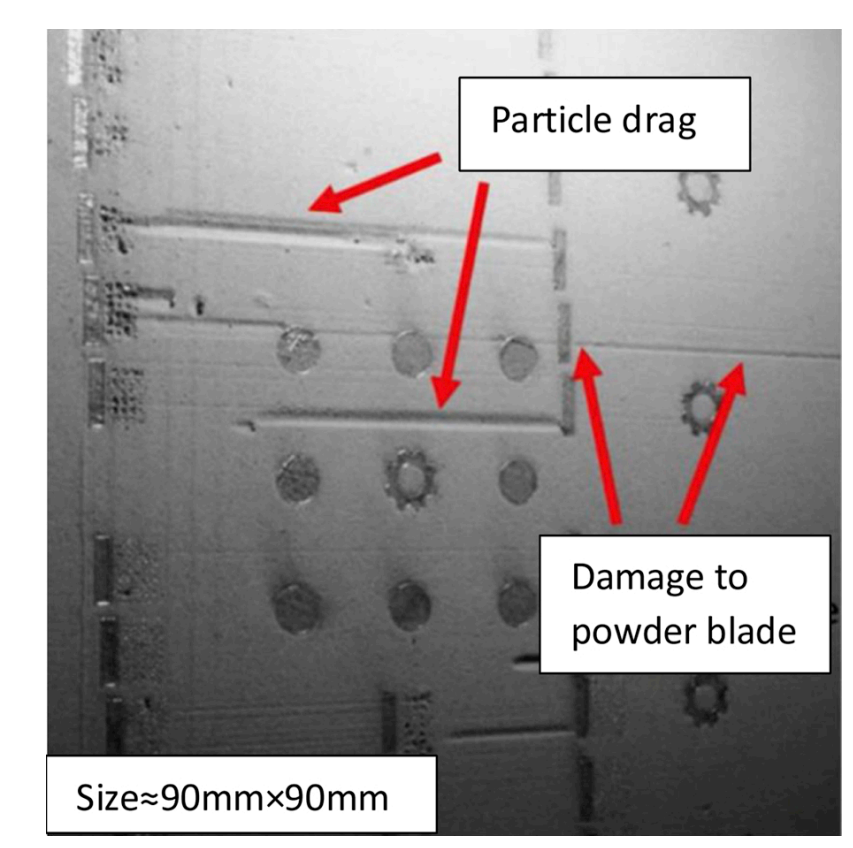 Particle drag
Damage to
powder blade
Size≈90mm×90mm